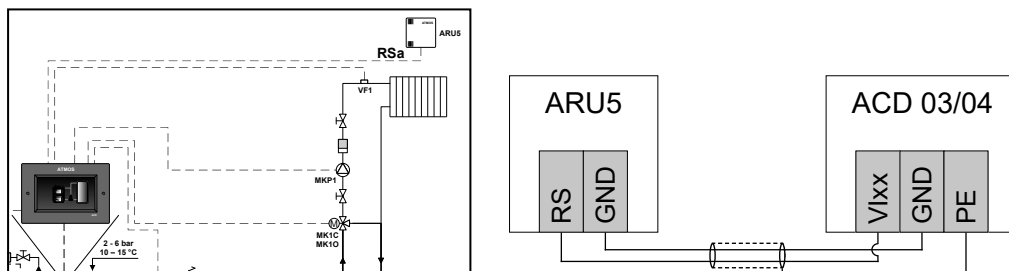 ATMOS
ARU5
RSa
VF1
ATMOS
MKP1
MK1C
MK1O
2 - 6 bar
10 – 15 °C
ARU5
RS
GND
ACD 03/04
VIxx
GND
PE